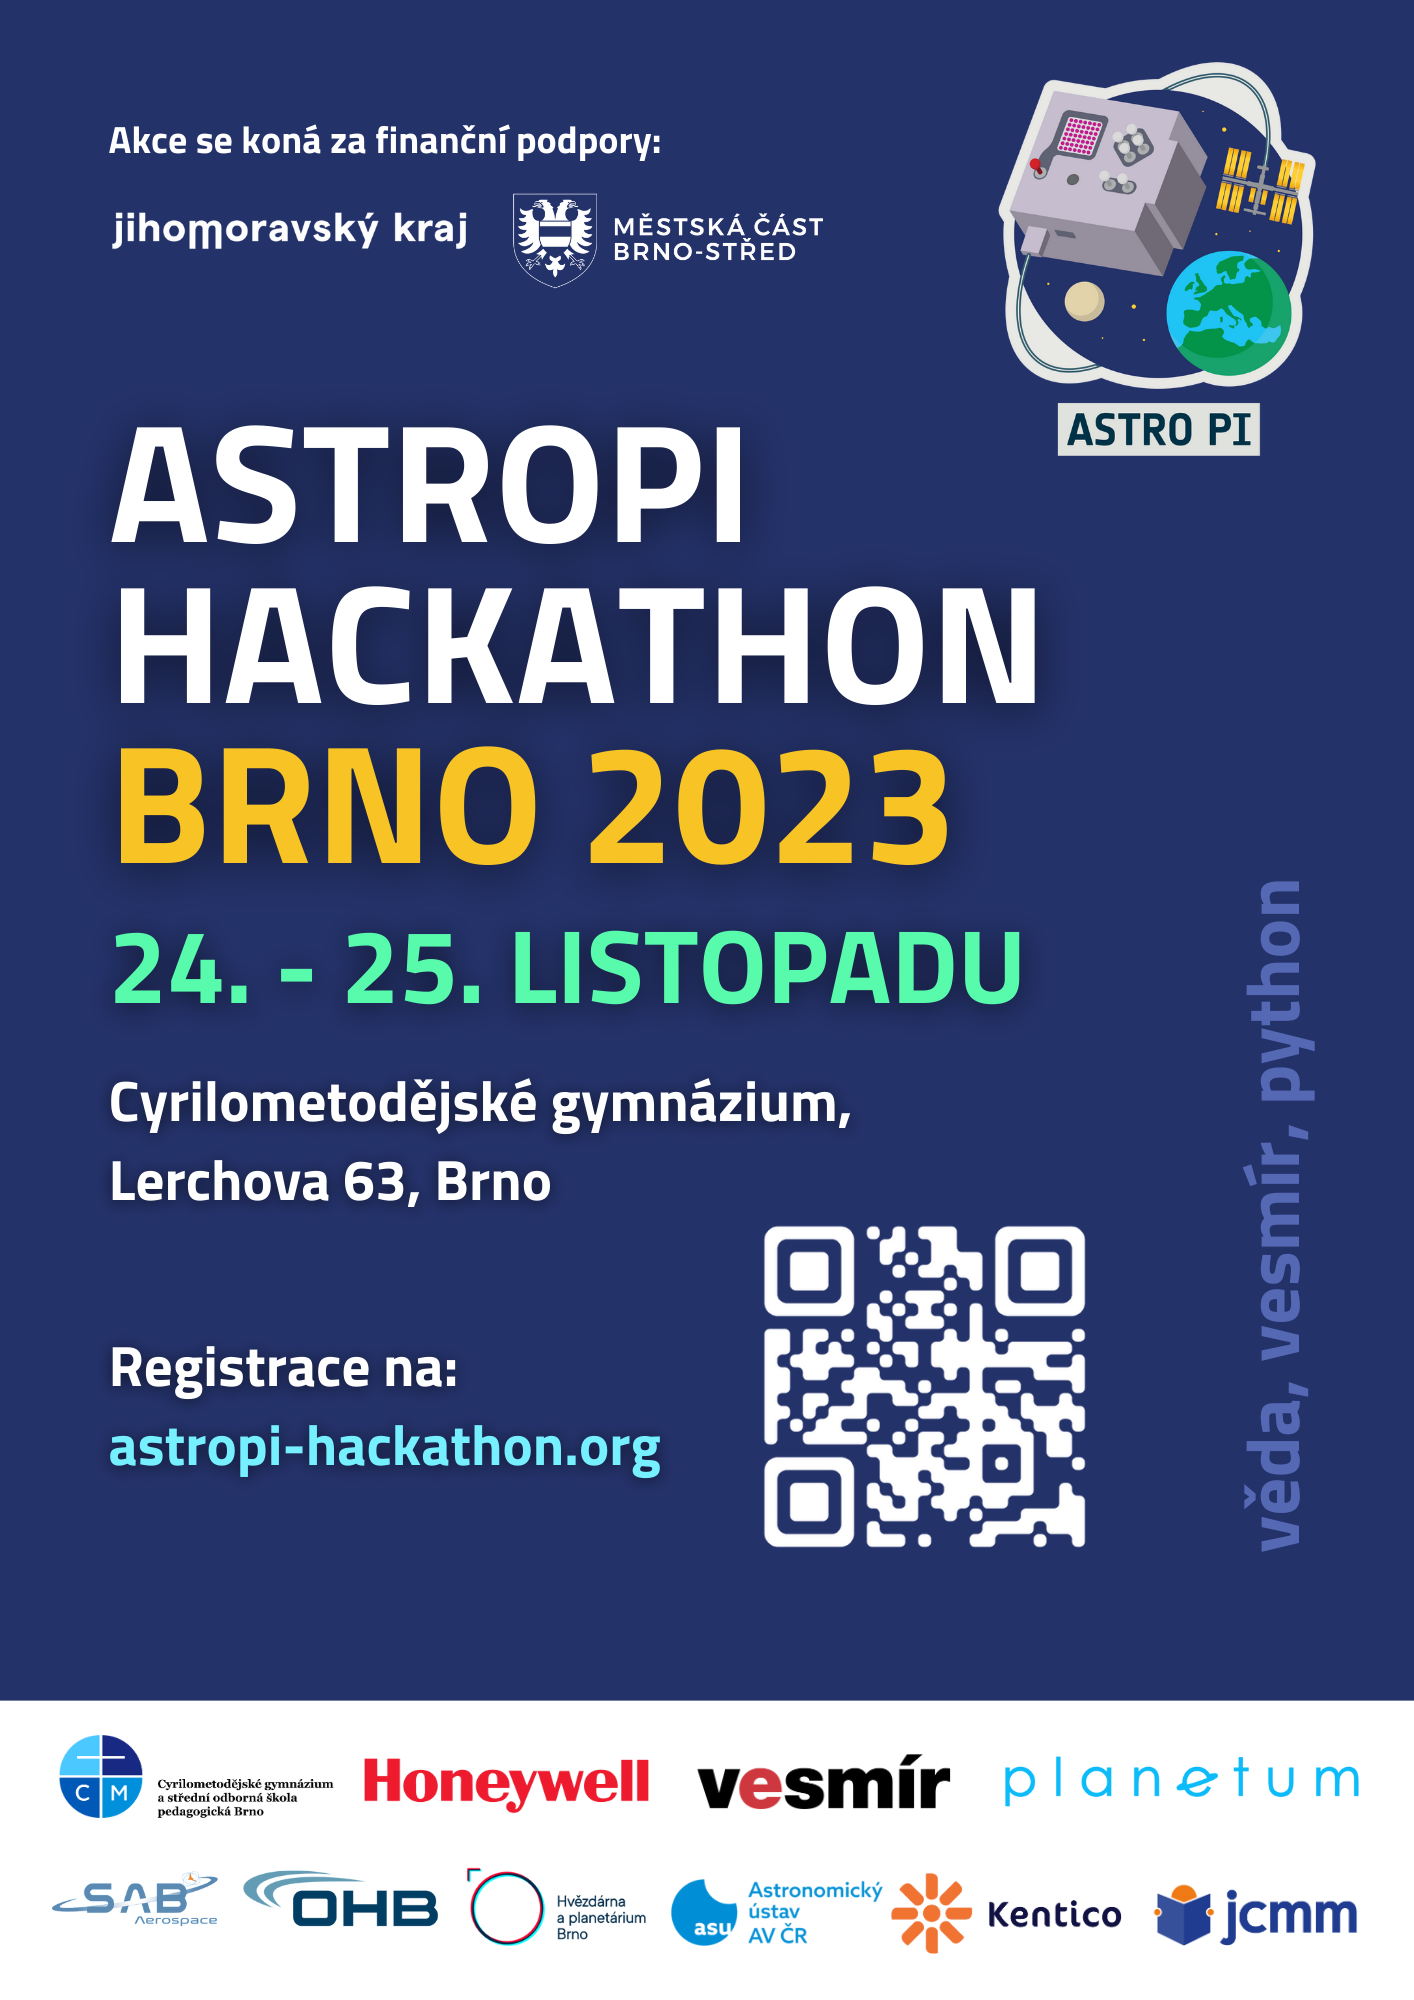 Akce se koná za finanční podpory:
jihomoravský kraj
MĚSTSKÁ ČÁST
BRNO-STŘED
ASTRO PI
ASTROPI
HACKATHON
BRNO 2023
24. - 25. LISTOPADU
Cyrilometodějské gymnázium,
Lerchova 63, Brno
Registrace na:
astropi-hackathon.org
věda, vesmír, python
C M
Cyrilometodějské gymnázium
a střední odborná škola
pedagogická Brno
Honeywell
vesmír
planetum
SAB
Aerospace
OHB
Hvězdárna
a planetárium
Brno
asu
Astronomický
ústav
AV ČR
Kentico
jcmm